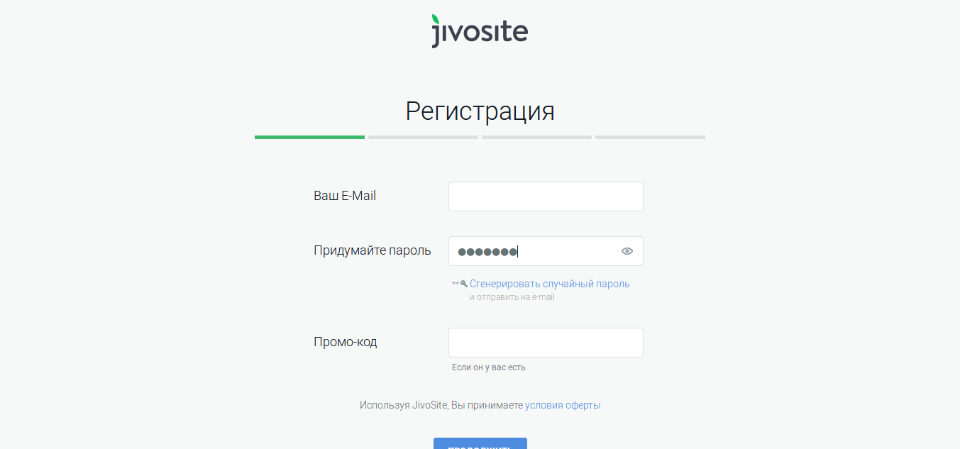 jivosite
Регистрация
Ваш E-Mail
Придумайте пароль
Сгенерировать случайный пароль
и отправить на e-mail
Промо-код
Если он у вас есть
Используя JivoSite, Вы принимаете условия оферты